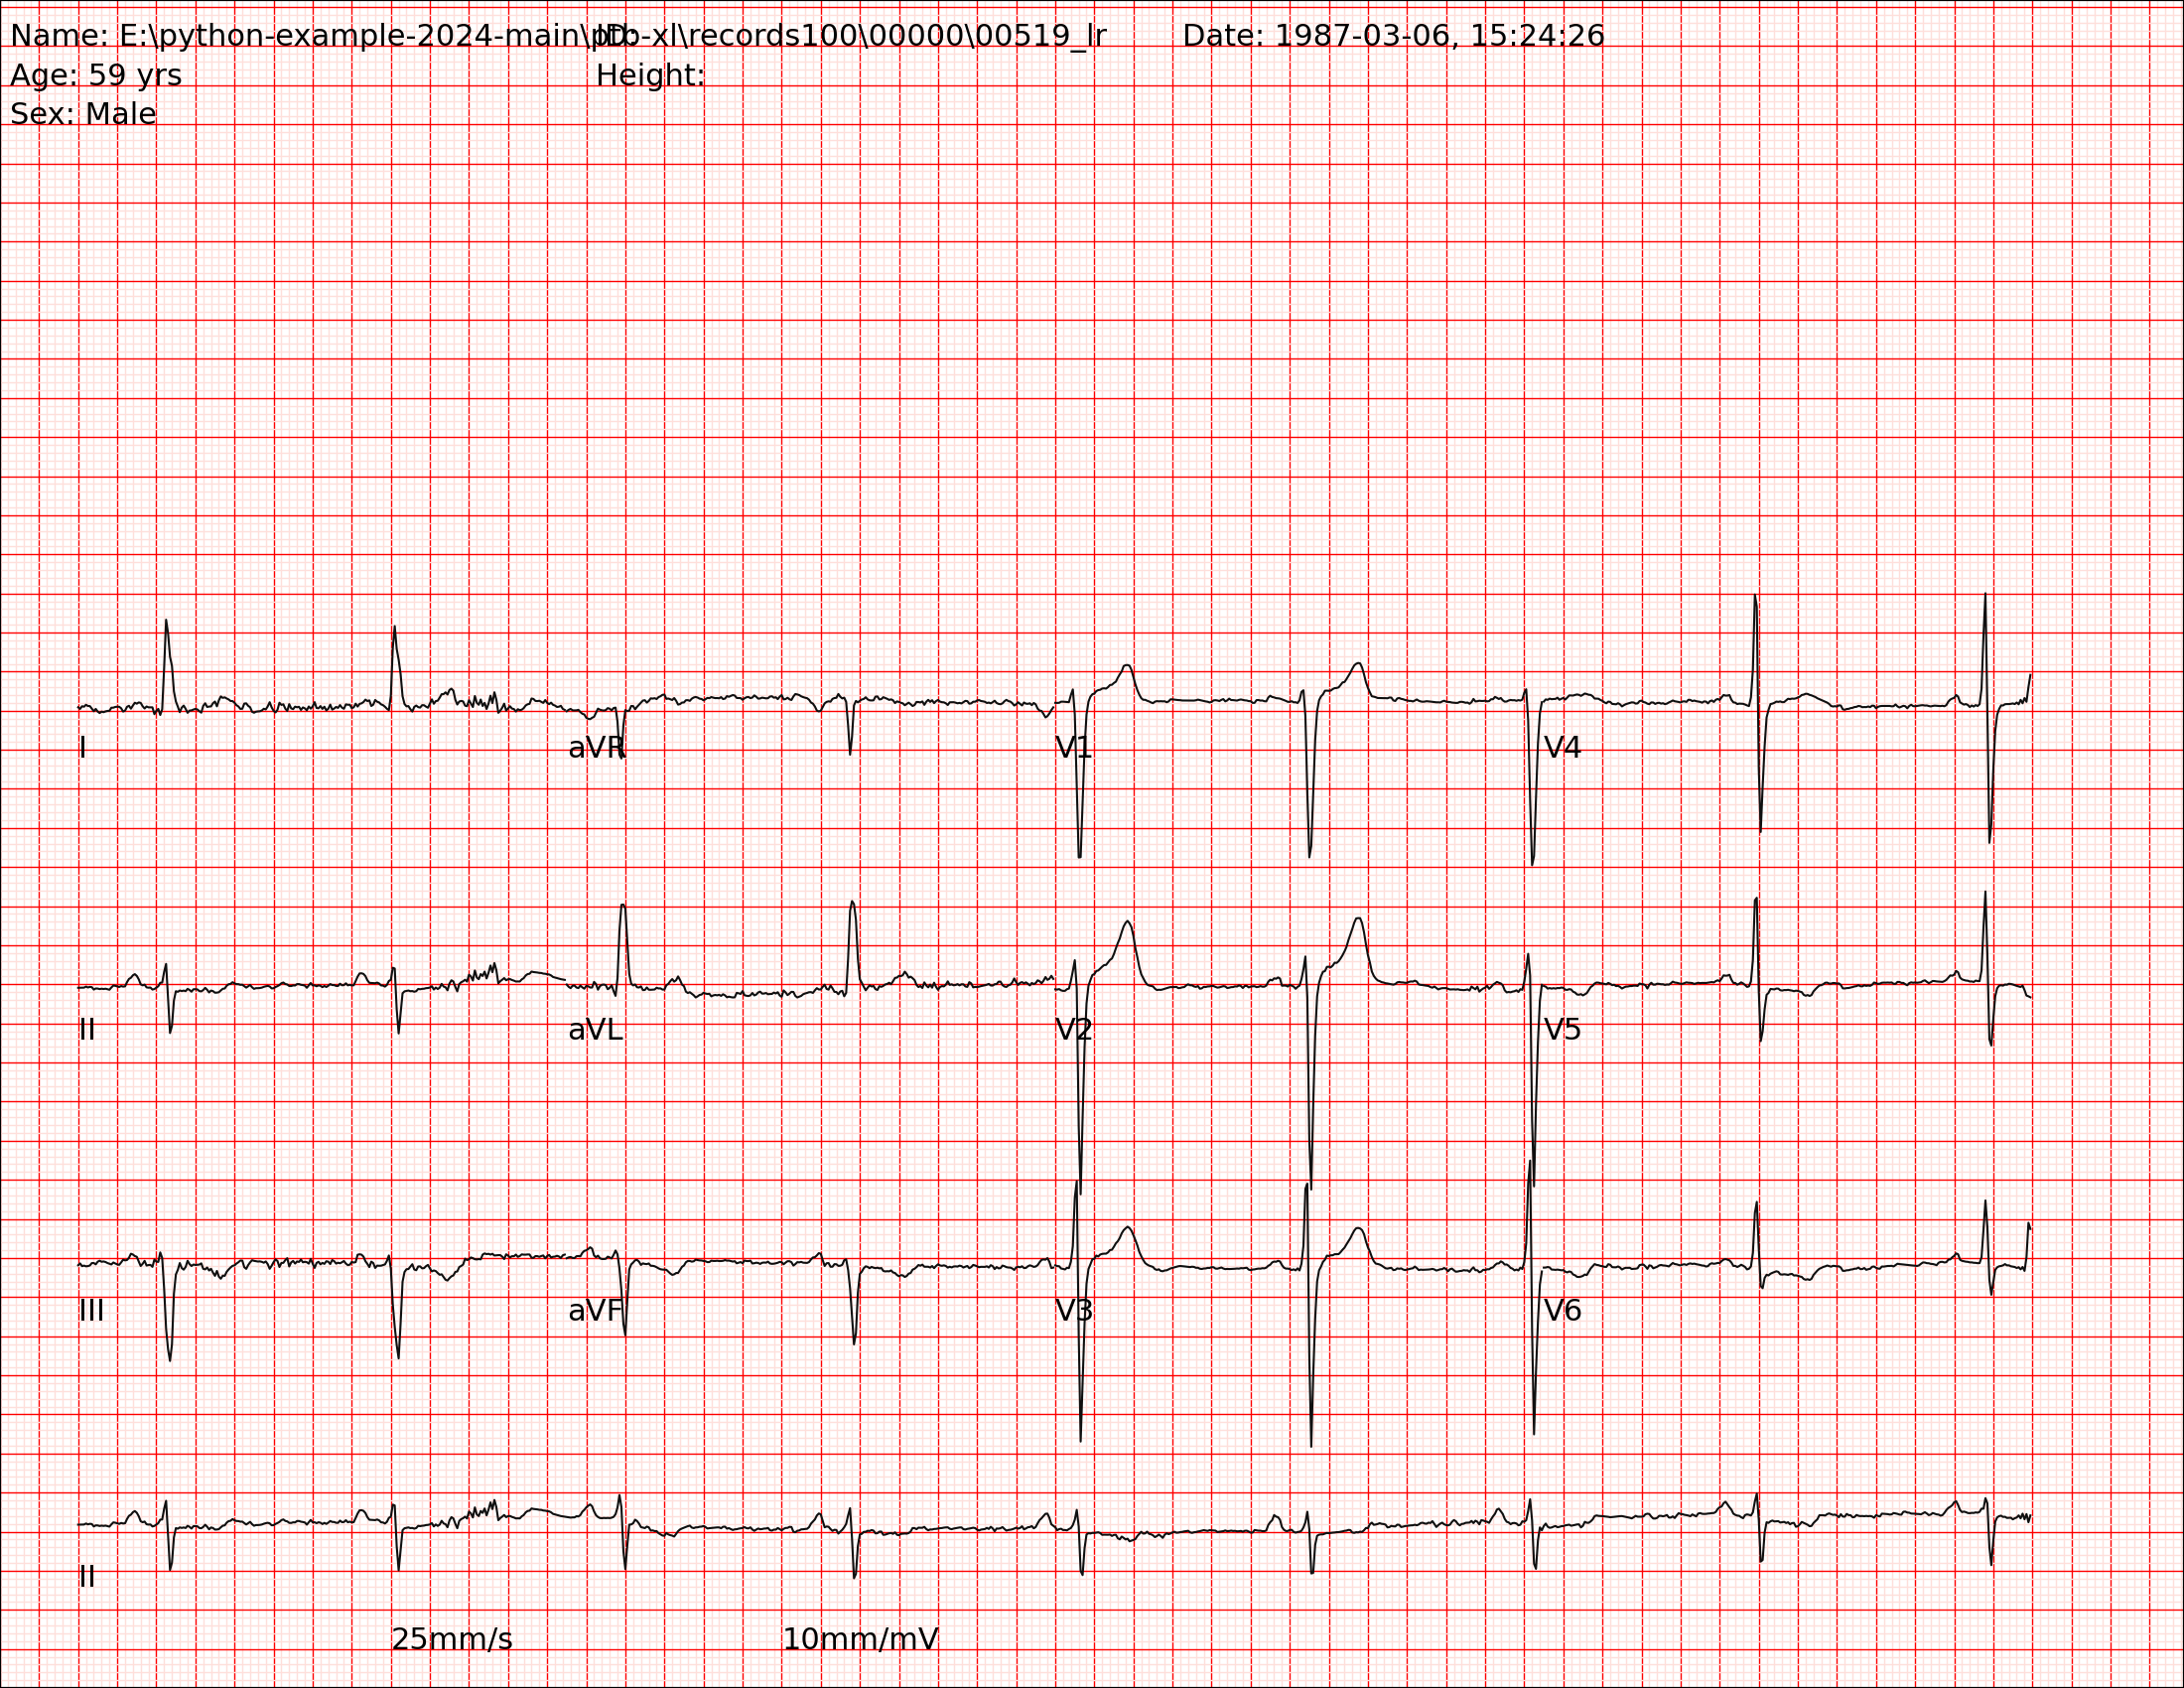 Name: E:\python-example-2024-main\ptb-xl\records100\00000\00519_lr ID: Date: 1987-03-06, 15:24:26
Age: 59 yrs Height:
Sex: Male
I aVR V1 V4
II aVL V2 V5
III aVF V3 V6
II
25mm/s 10mm/mV